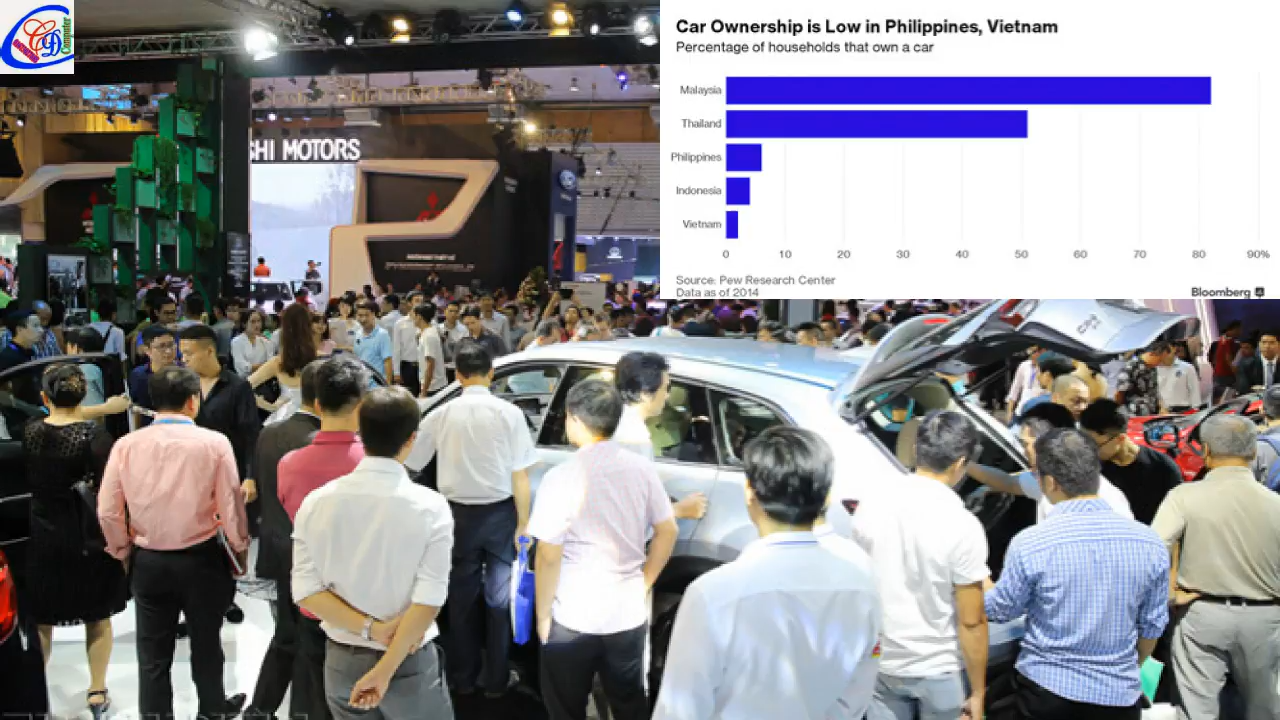 Computer
Car Ownership is Low in Philippines, Vietnam
Percentage of households that own a car
Malaysia
Thailand
Philippines
Indonesia
Vietnam
0 10 20 30 40 50 60 70 80 90%
Source: Pew Research Center
Data as of 2014
Bloomberg
SHI MOTORS
Ford